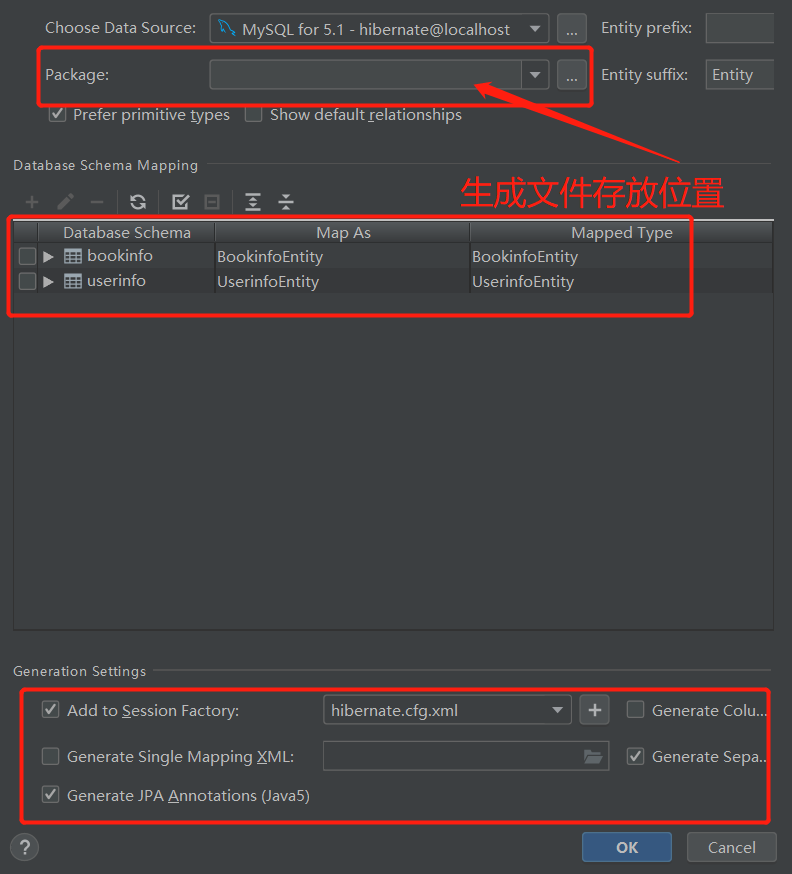 Choose Data Source: MySQL for 5.1 - hibernate@localhost ... Entity prefix:
Package: ... Entity suffix: Entity
Prefer primitive types Show default relationships
生成文件存放位置
Database Schema Mapping
Database Schema Map As Mapped Type
bookinfo BookinfoEntity BookinfoEntity
userinfo UserinfoEntity UserinfoEntity
Generation Settings
Add to Session Factory: hibernate.cfg.xml + Generate Colu...
Generate Single Mapping XML: Generate Sepa...
Generate JPA Annotations (Java5)
? OK Cancel